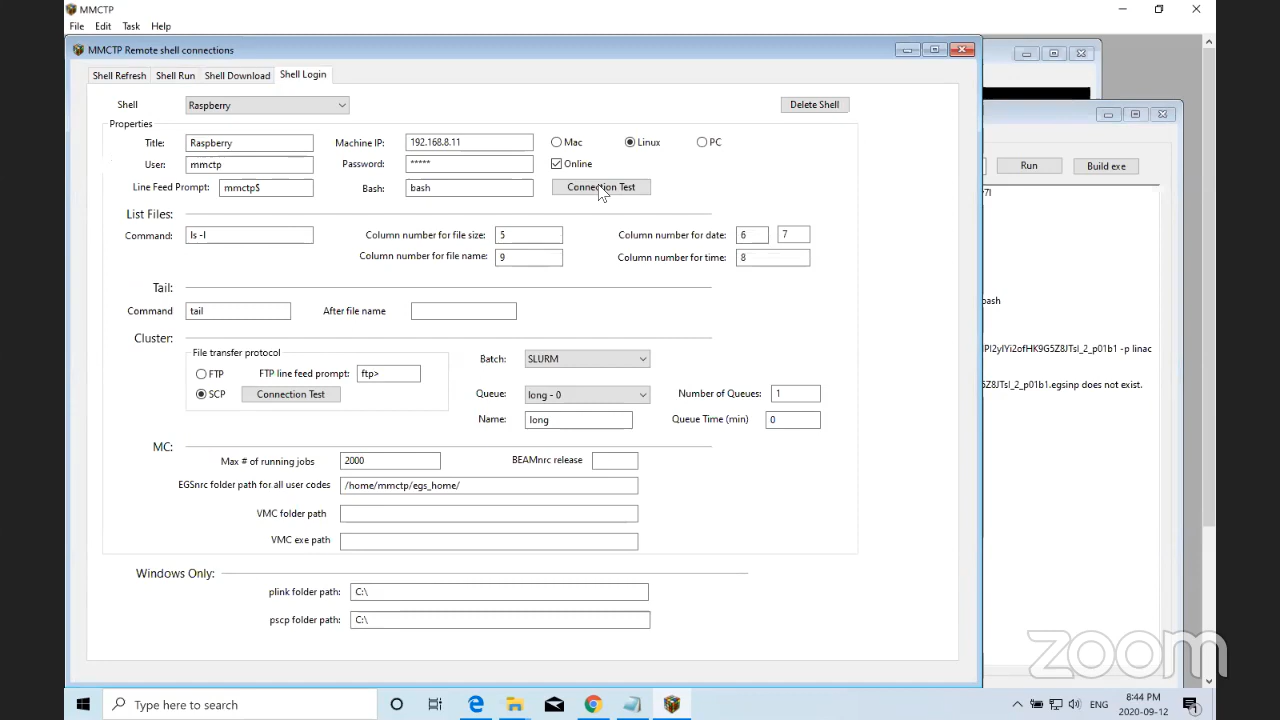 MMCTP
File Edit Task Help
MMCTP Remote shell connections
Shell Refresh Shell Run Shell Download Shell Login
Shell Raspberry Delete Shell
Properties
Title: Raspberry Machine IP: 192.168.8.11 Mac Linux PC
User: mmctp Password: ***** Online
Line Feed Prompt: mmctp$ Bash: bash Connection Test
Run Build exe
List Files:
Command: ls -l Column number for file size: 5 Column number for date: 6 7
Column number for file name: 9 Column number for time: 8
Tail:
Command tail After file name
bash
Cluster:
File transfer protocol
FTP FTP line feed prompt: ftp>
SCP Connection Test
Batch: SLURM
Queue: long - 0 Number of Queues: 1
Name: long Queue Time (min) 0
-p linac
.egsinp does not exist.
MC:
Max # of running jobs 2000 BEAMnrc release
EGSnrc folder path for all user codes /home/mmctp/egs_home/
VMC folder path
VMC exe path
Windows Only:
plink folder path: C:\
pscp folder path: C:\
zoom
Type here to search
ENG
8:44 PM
2020-09-12
1